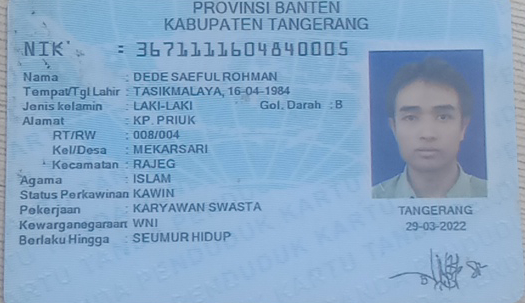 PROVINSI BANTEN
KABUPATEN TANGERANG
NIK : 3671111604840005
Nama : DEDE SAEFUL ROHMAN
Tempat/Tgl Lahir : TASIKMALAYA, 16-04-1984
Jenis kelamin : LAKI-LAKI Gol. Darah : B
Alamat : KP. PRIUK
RT/RW : 008/004
Kel/Desa : MEKARSARI
Kecamatan : RAJEG
Agama : ISLAM
Status Perkawinan : KAWIN
Pekerjaan : KARYAWAN SWASTA
Kewarganegaraan : WNI
Berlaku Hingga : SEUMUR HIDUP
TANGERANG
29-03-2022